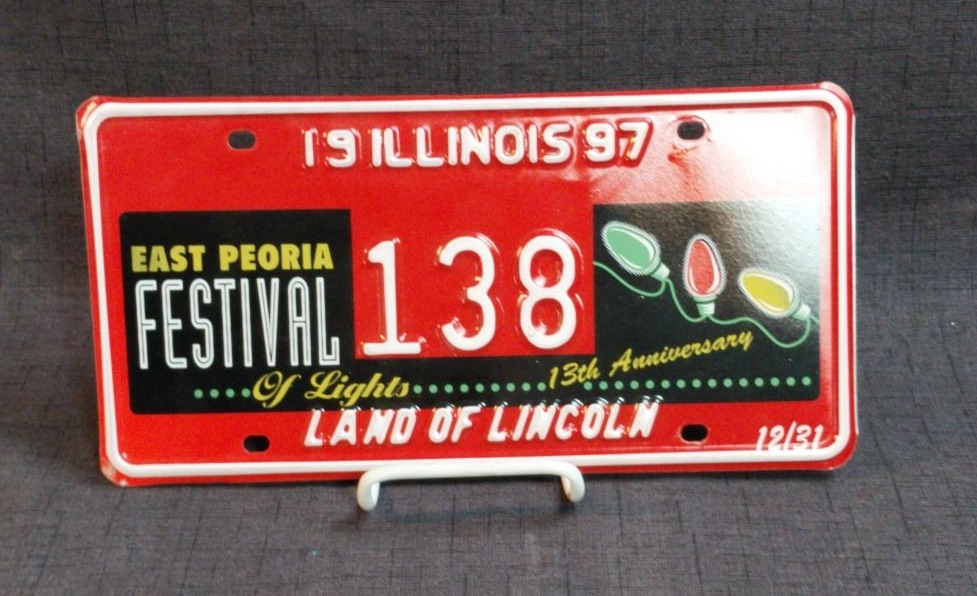 19 ILLINOIS 97
EAST PEORIA
FESTIVAL
138
Of Lights
13th Anniversary
LAND OF LINCOLN
12/31